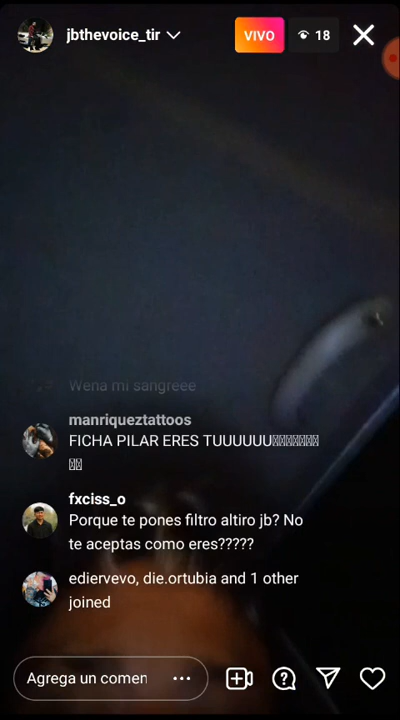 jbthevoice_tir
VIVO
18
Wena mi sangreee
manriqueztattoos
FICHA PILAR ERES TUUUUUU
fxciss_o
Porque te pones filtro altiro jb? No
te aceptas como eres?????
ediervevo, die.ortubia and 1 other
joined
Agrega un comen